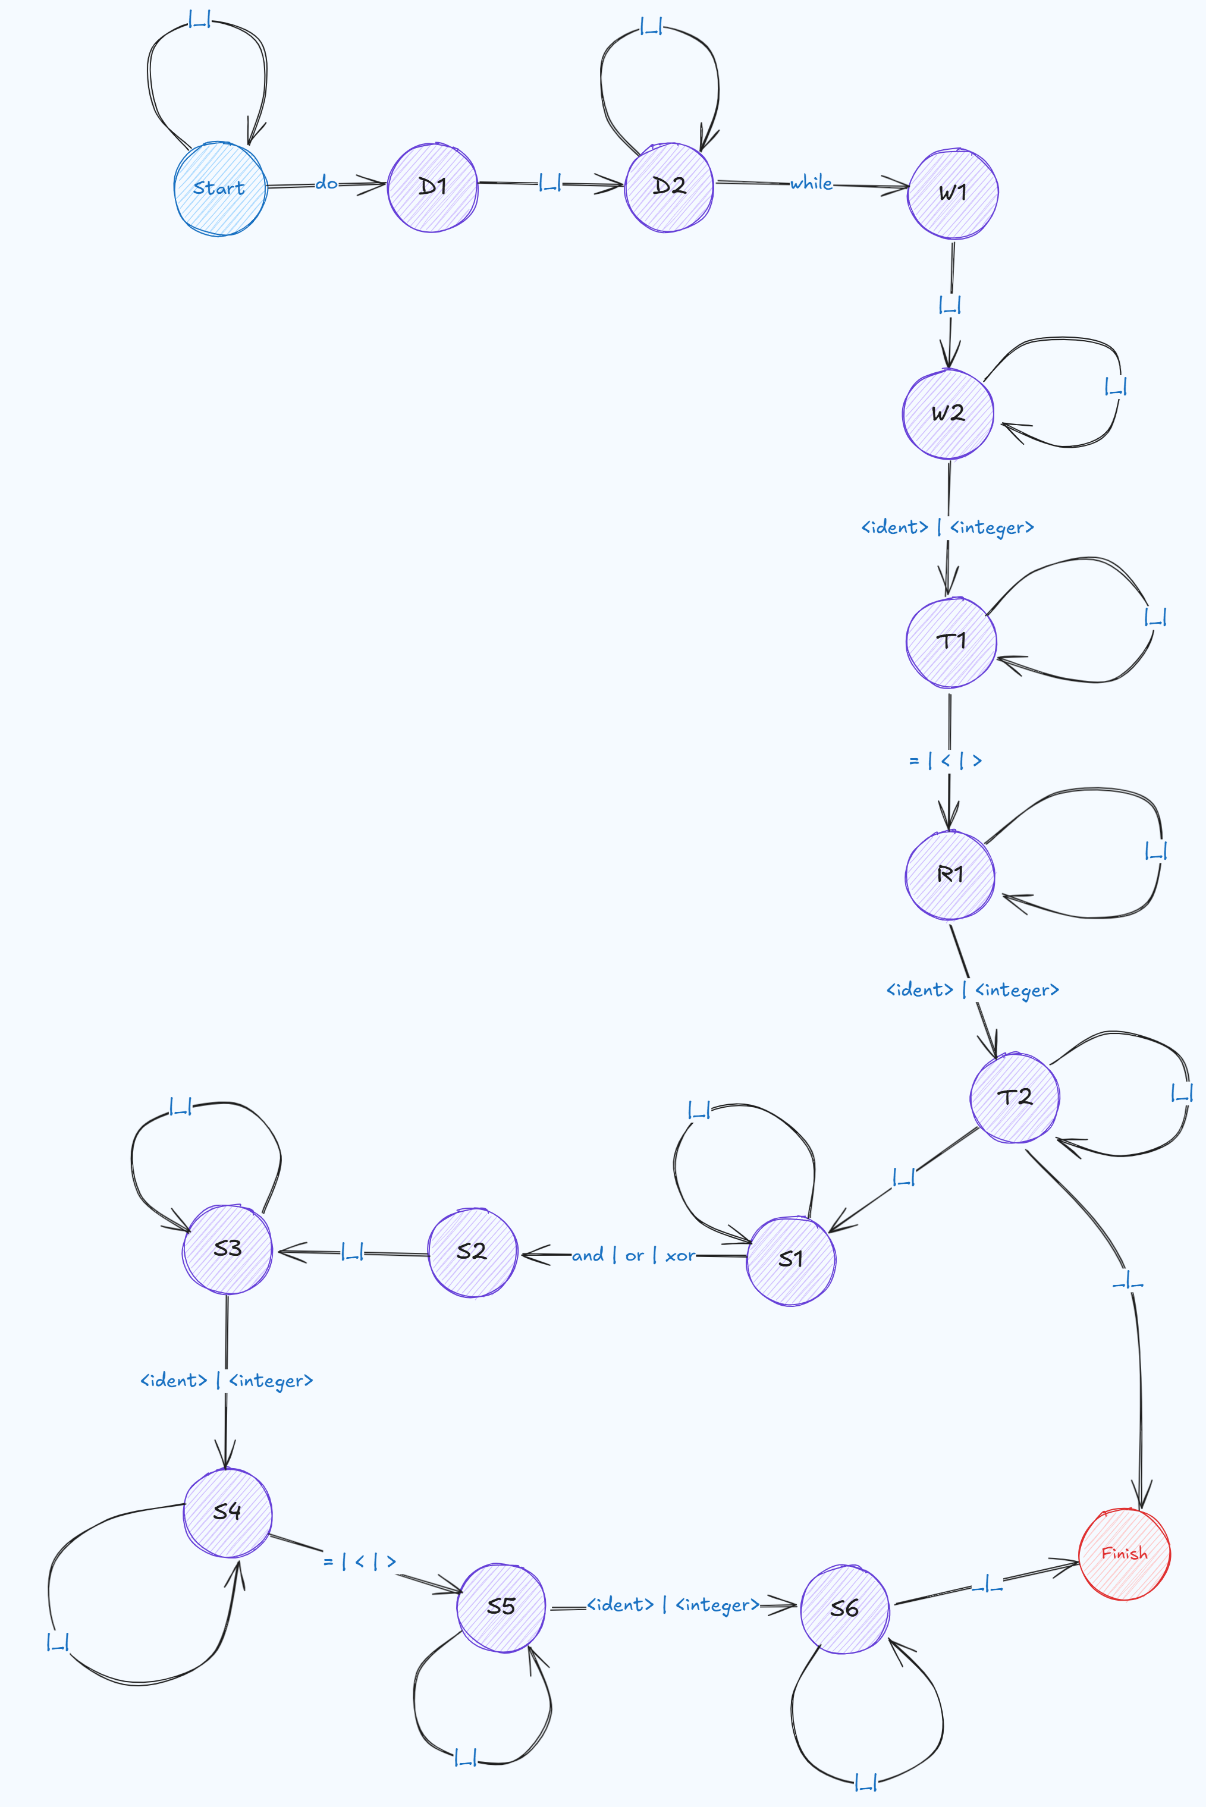 |_|
|_|
Start
do
D1
|_|
D2
while
W1
|_|
W2
|_|
<ident> | <integer>
T1
|_|
= | < | >
R1
|_|
<ident> | <integer>
T2
|_|
|_|
|_|
|_|
S3
|_|
S2
and | or | xor
S1
_|_
<ident> | <integer>
S4
|_|
= | < | >
S5
<ident> | <integer>
S6
_|_
Finish
|_|
|_|